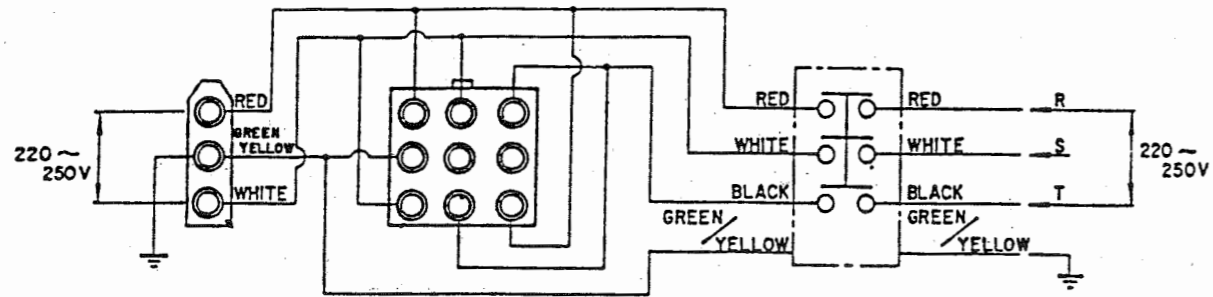 RED
GREEN
YELLOW
WHITE
220 ~
250V
RED
WHITE
BLACK
GREEN
YELLOW
RED
WHITE
BLACK
GREEN
YELLOW
R
S
T
220 ~
250V